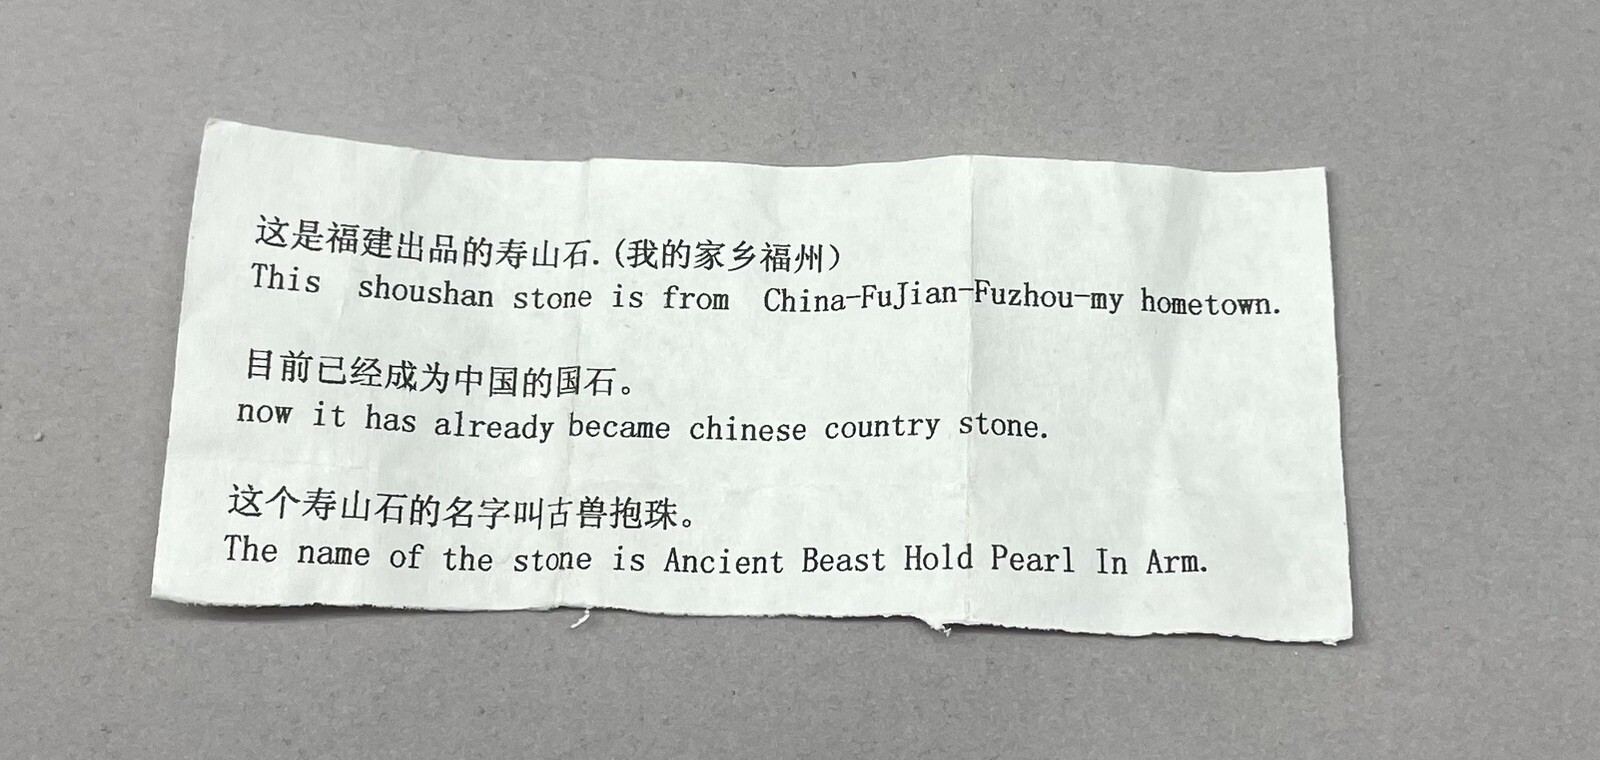 这是福建出品的寿山石.(我的家乡福州）
This shoushan stone is from China-FuJian-Fuzhou-my hometown.
目前已经成为中国的国石。
now it has already became chinese country stone.
这个寿山石的名字叫古兽抱珠。
The name of the stone is Ancient Beast Hold Pearl In Arm.